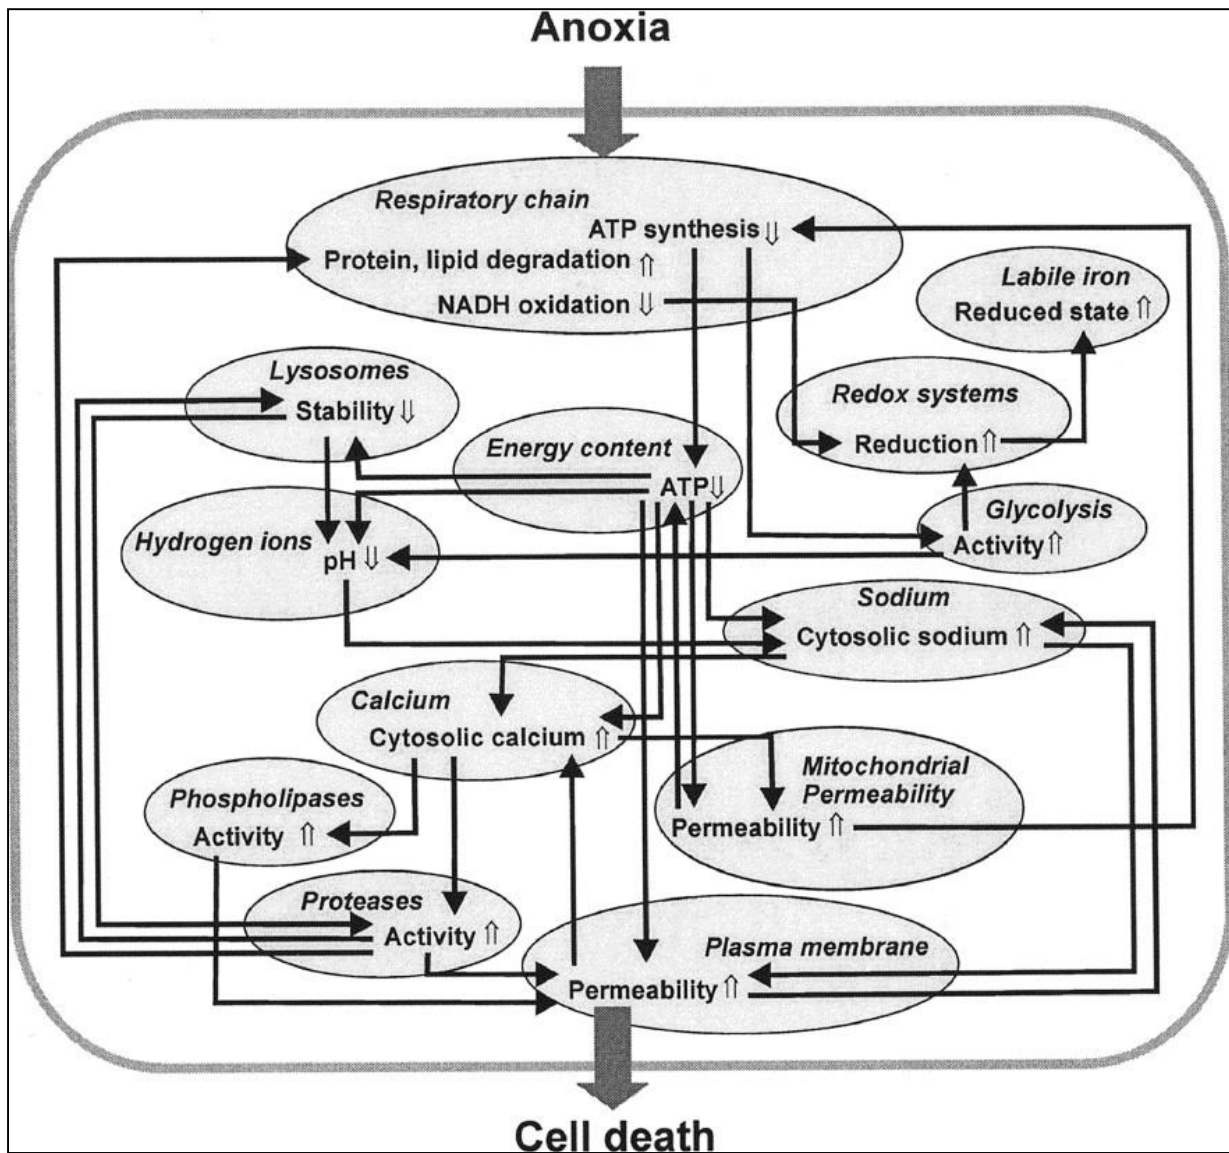 Anoxia
Respiratory chain
ATP synthesis⇓
Protein, lipid degradation ⇑
NADH oxidation ⇓
Labile iron
Reduced state ⇑
Lysosomes
Stability ⇓
Redox systems
Reduction ⇑
Energy content
ATP⇓
Glycolysis
Activity ⇑
Hydrogen ions
pH ⇓
Sodium
Cytosolic sodium ⇑
Calcium
Cytosolic calcium ⇑
Mitochondrial
Permeability
Permeability ⇑
Phospholipases
Activity ⇑
Proteases
Activity ⇑
Plasma membrane
Permeability ⇑
Cell death